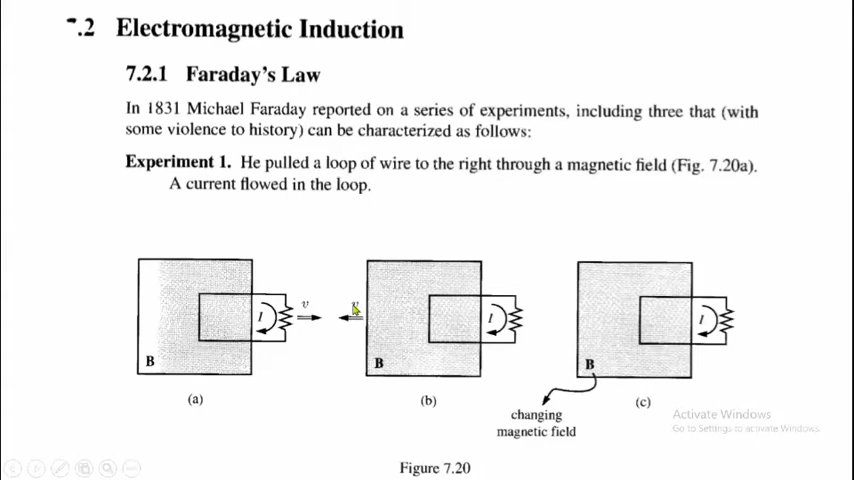 7.2 Electromagnetic Induction
7.2.1 Faraday's Law
In 1831 Michael Faraday reported on a series of experiments, including three that (with
some violence to history) can be characterized as follows:
Experiment 1. He pulled a loop of wire to the right through a magnetic field (Fig. 7.20a).
A current flowed in the loop.
I v
B
(a)
v I
B
(b)
I
B
(c)
changing
magnetic field
Activate Windows
Go to Settings to activate Windows.
Figure 7.20